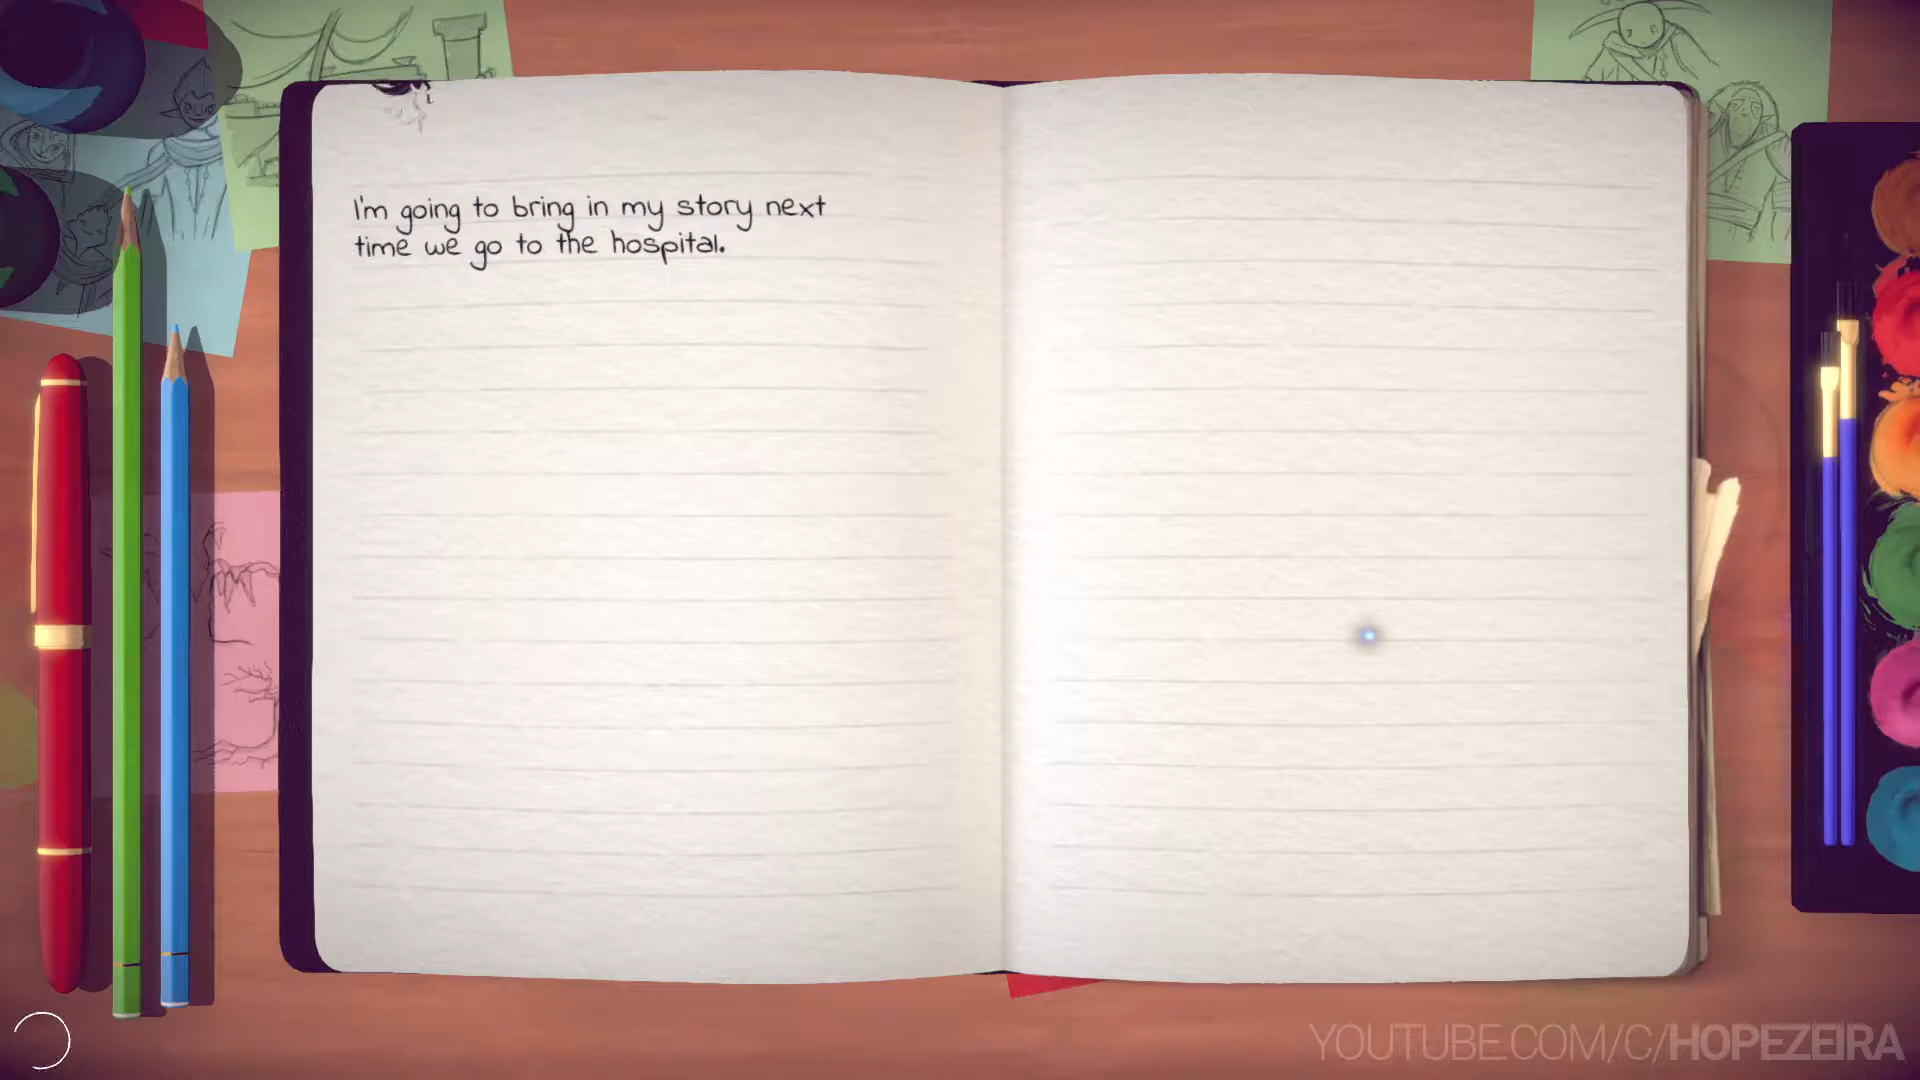 I'm going to bring in my story next
time we go to the hospital.
YOUTUBE.COM/C/HOPEZEIRA